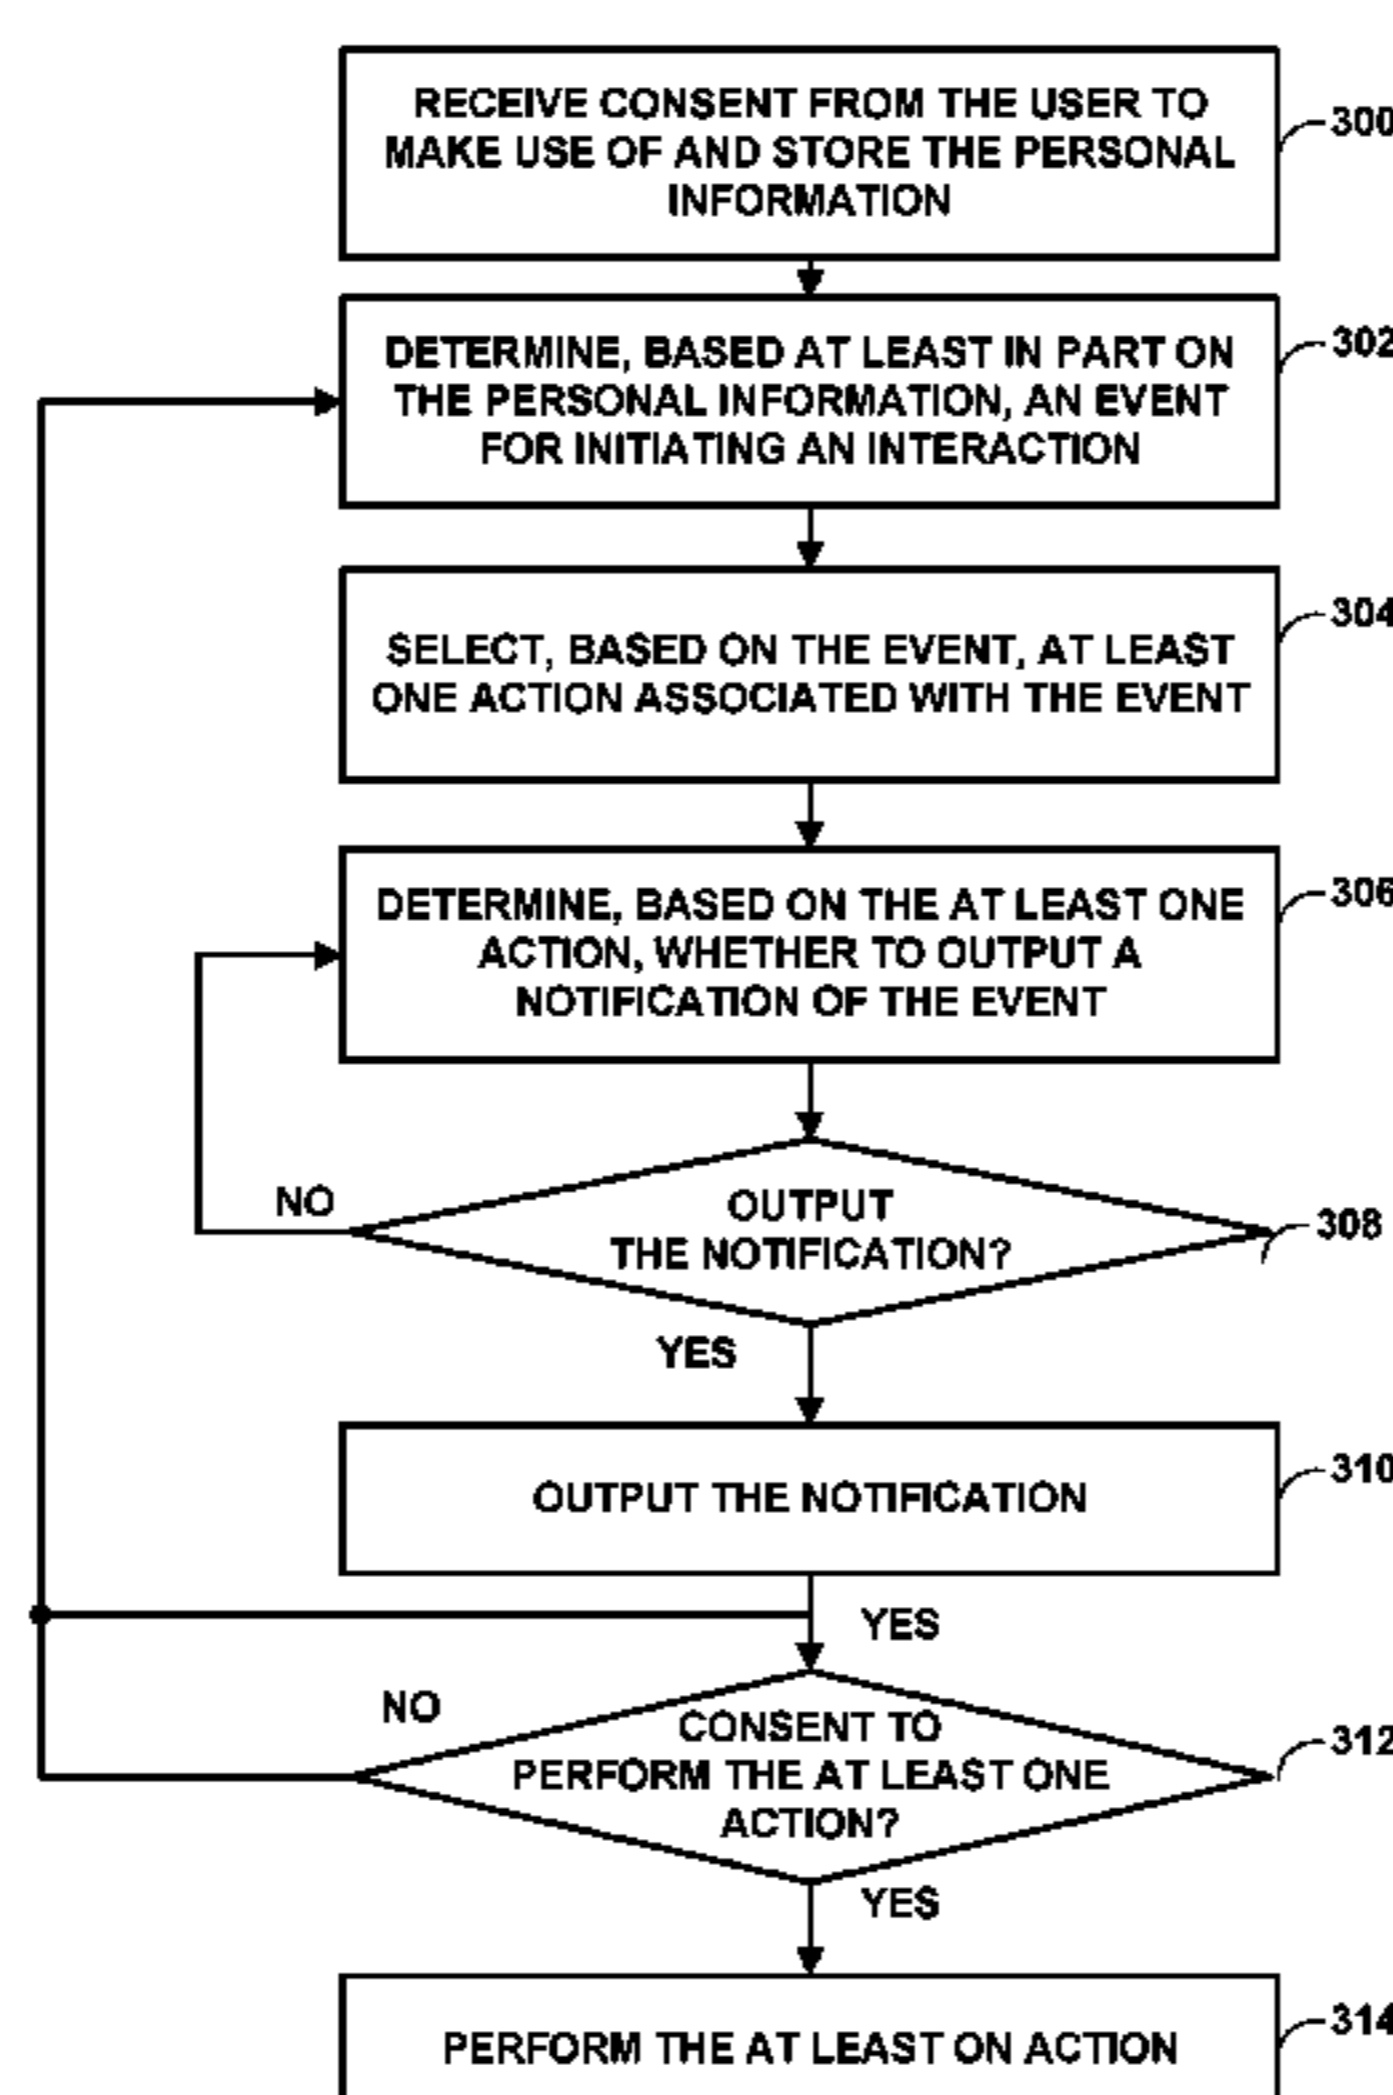 RECEIVE CONSENT FROM THE USER TO
MAKE USE OF AND STORE THE PERSONAL
INFORMATION
300
DETERMINE, BASED AT LEAST IN PART ON
THE PERSONAL INFORMATION, AN EVENT
FOR INITIATING AN INTERACTION
302
SELECT, BASED ON THE EVENT, AT LEAST
ONE ACTION ASSOCIATED WITH THE EVENT
304
DETERMINE, BASED ON THE AT LEAST ONE
ACTION, WHETHER TO OUTPUT A
NOTIFICATION OF THE EVENT
306
NO
OUTPUT
THE NOTIFICATION?
308
YES
OUTPUT THE NOTIFICATION
310
YES
NO
CONSENT TO
PERFORM THE AT LEAST ONE
ACTION?
312
YES
PERFORM THE AT LEAST ON ACTION
314